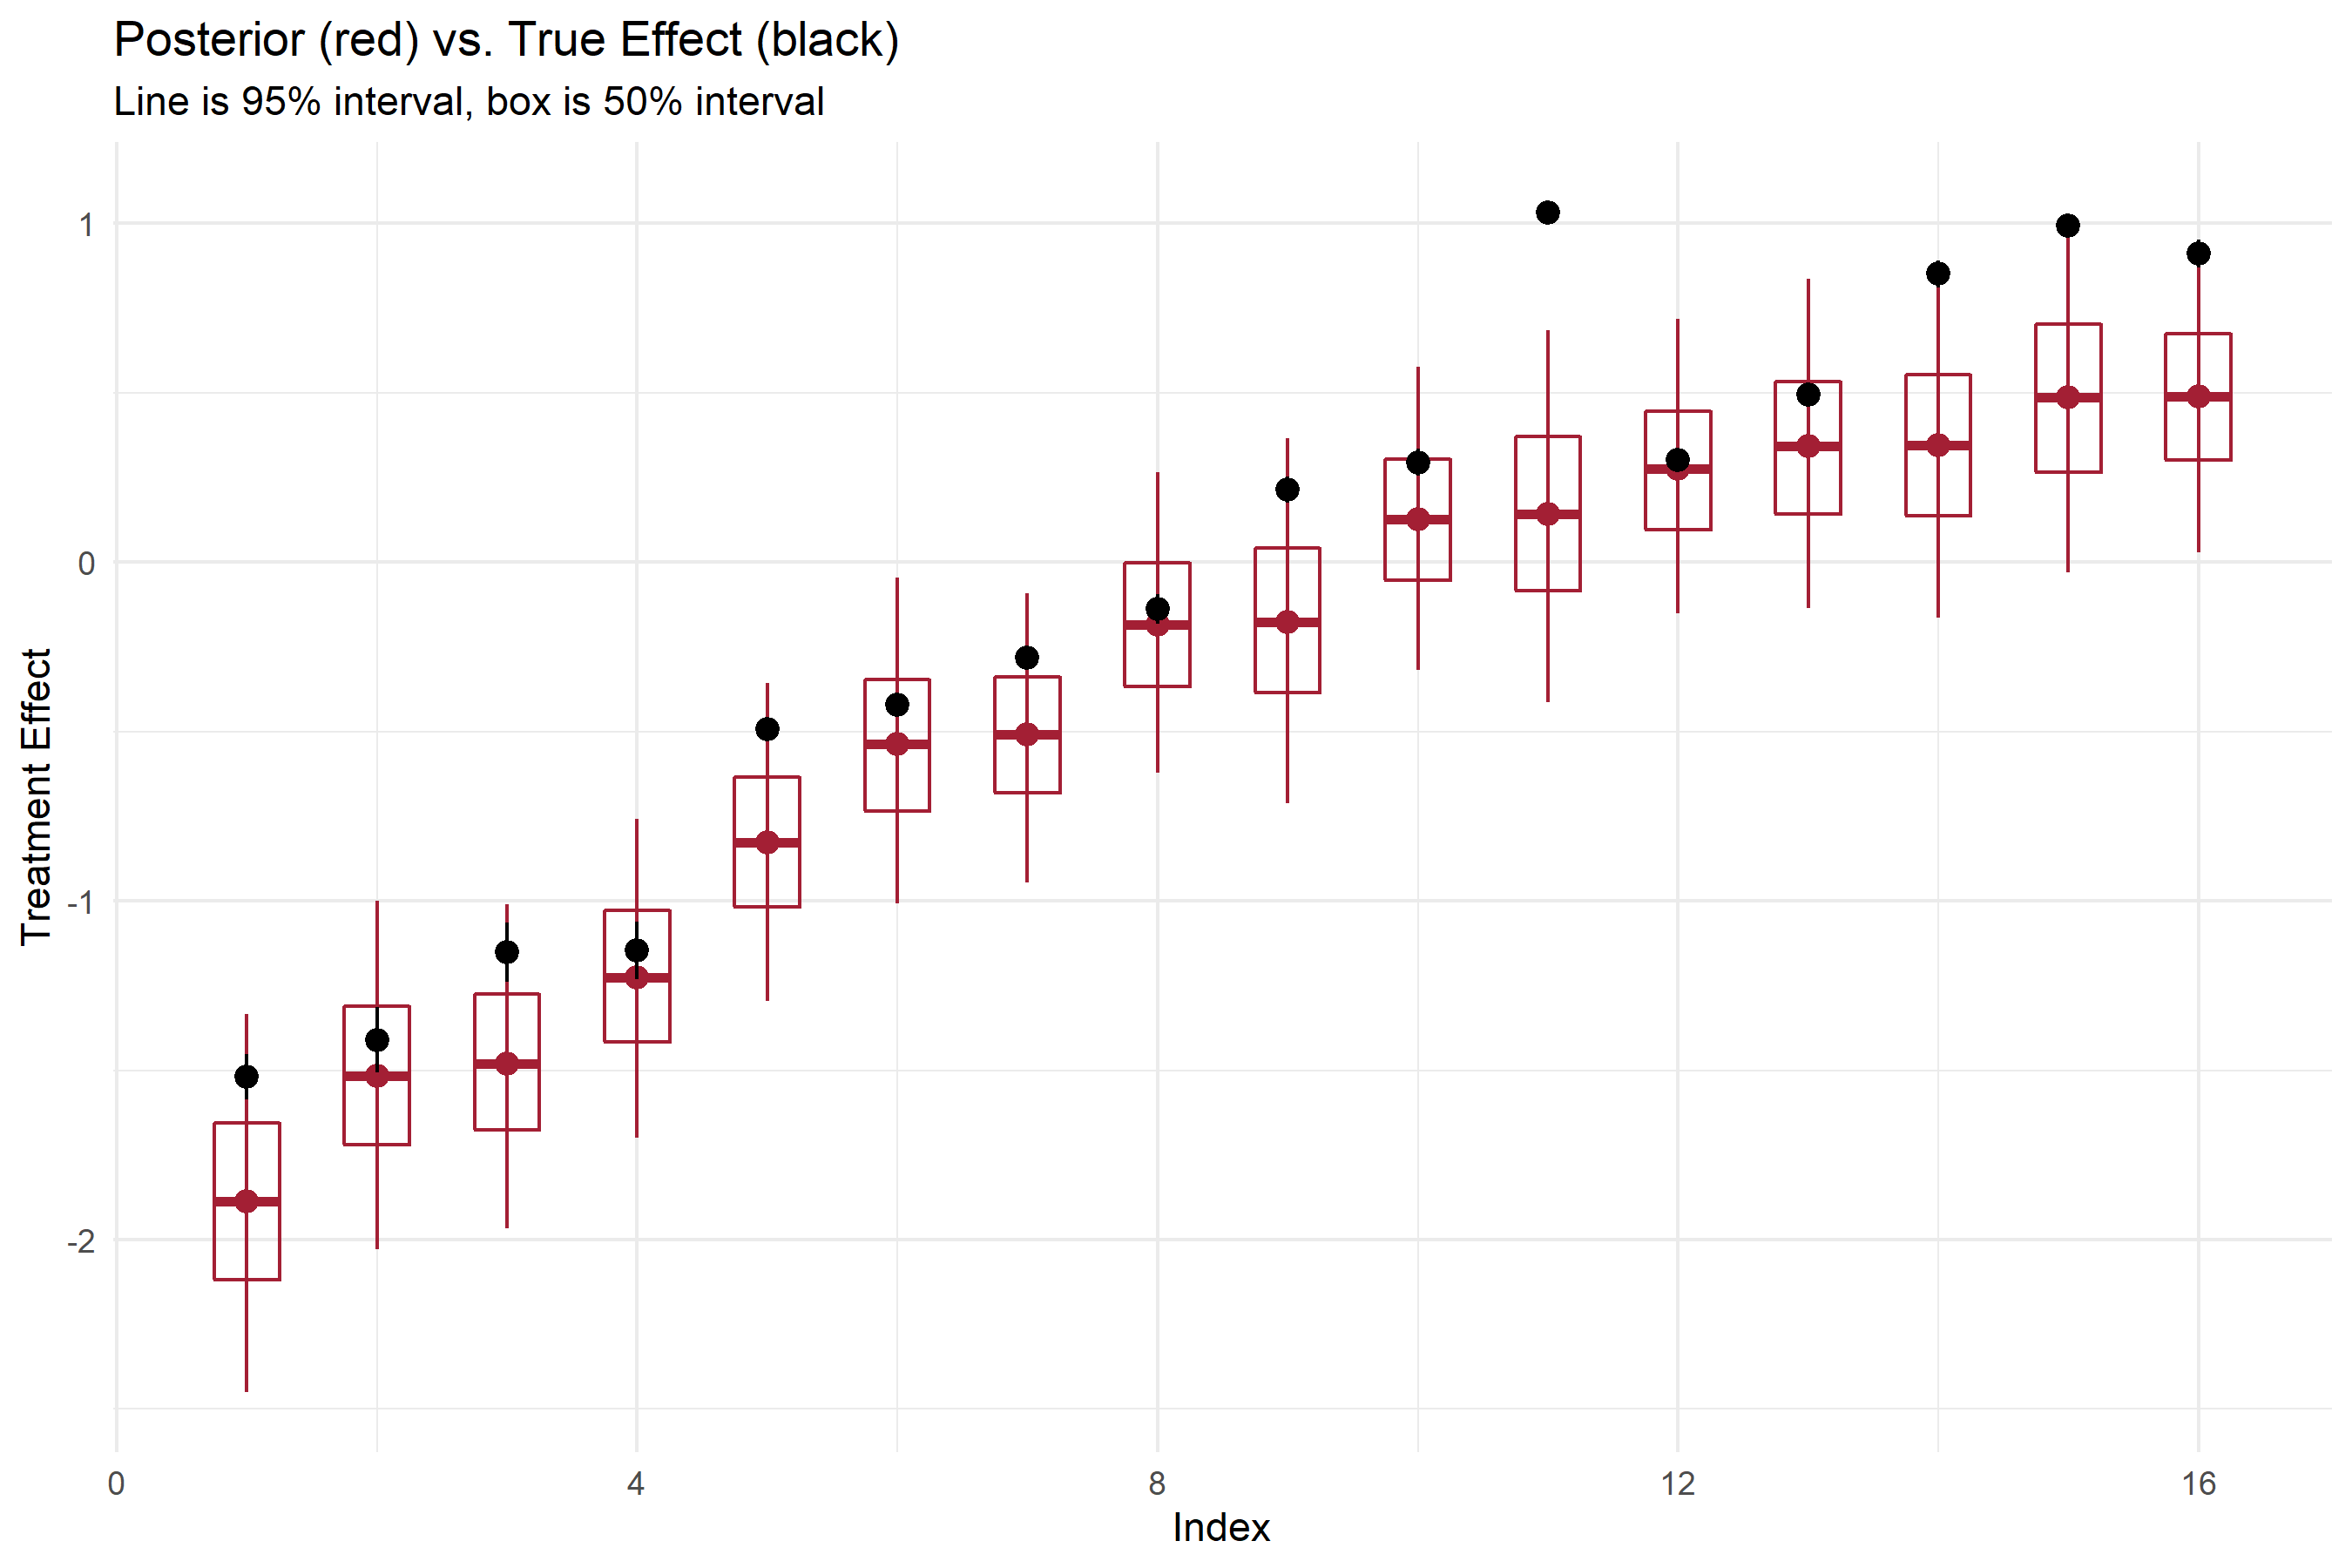 Posterior (red) vs. True Effect (black)
Line is 95% interval, box is 50% interval
1
0
-1
-2
Treatment Effect
0
4
8
12
16
Index